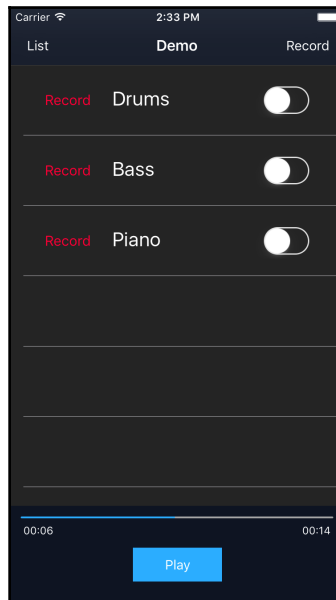 Carrier 2:33 PM
List Demo Record
Record Drums
Record Bass
Record Piano
00:06 00:14
Play